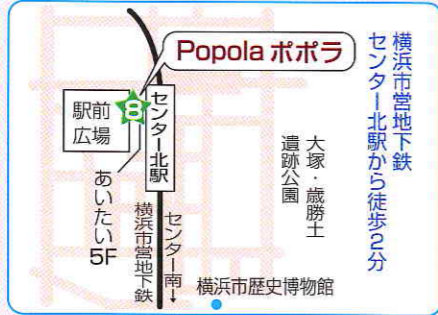 横浜市営地下鉄
センター北駅から徒歩2分
Popola ポポラ
8
駅前
広場
センター北駅
あいたい
5F
横浜市営地下鉄
センター南↓
大塚・歳勝土
遺跡公園
横浜市歴史博物館